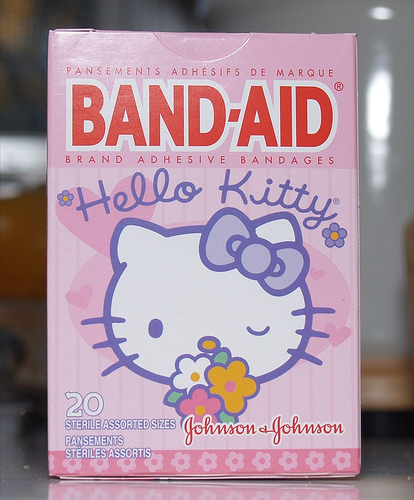 PANSEMENTS ADHÉSIFS DE MARQUE
BAND-AID®
BRAND ADHESIVE BANDAGES
Hello Kitty®
20
STERILE ASSORTED SIZES
PANSEMENTS
STÉRILES ASSORTIS
Johnson & Johnson